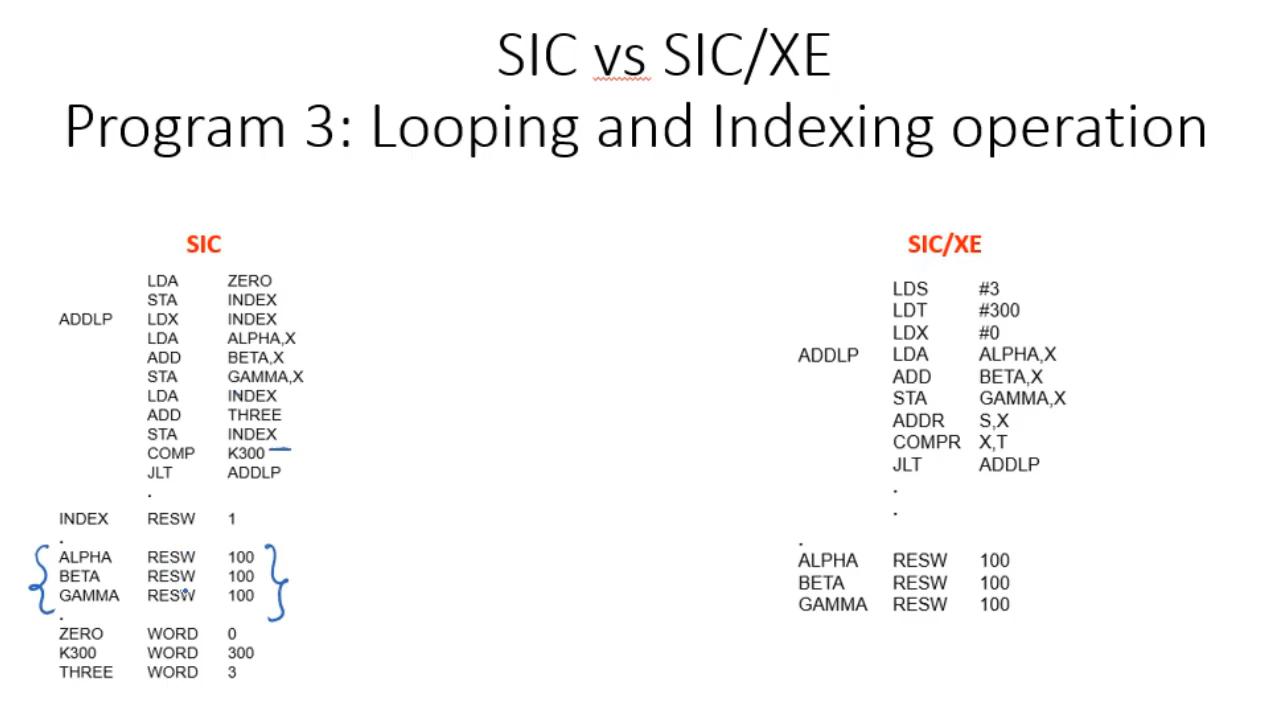 SIC vs SIC/XE
Program 3: Looping and Indexing operation
SIC
LDA ZERO
STA INDEX
ADDLP LDX INDEX
LDA ALPHA,X
ADD BETA,X
STA GAMMA,X
LDA INDEX
ADD THREE
STA INDEX
COMP K300
JLT ADDLP
.
INDEX RESW 1
.
ALPHA RESW 100
BETA RESW 100
GAMMA RESW 100
.
ZERO WORD 0
K300 WORD 300
THREE WORD 3
SIC/XE
LDS #3
LDT #300
LDX #0
ADDLP LDA ALPHA,X
ADD BETA,X
STA GAMMA,X
ADDR S,X
COMPR X,T
JLT ADDLP
.
.
.
ALPHA RESW 100
BETA RESW 100
GAMMA RESW 100